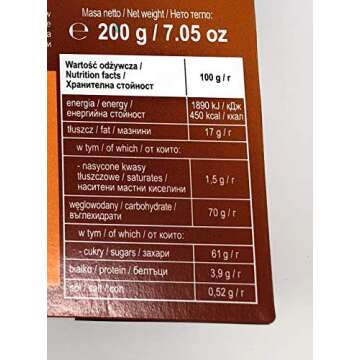 Masa netto / Net weight / Нето тегло:
℮ 200 g / 7.05 oz
Wartość odżywcza /
Nutrition facts /
Хранителна стойност
100 g / г
energia / energy /
енергийна стойност
1890 kJ / кДж
450 kcal / ккал
tłuszcz / fat / мазнини
17 g / г
w tym / of which / от които:
- nasycone kwasy
tłuszczowe / saturates /
наситени мастни киселини
1,5 g / г
węglowodany / carbohydrate /
въглехидрати
70 g / г
w tym / of which / от които:
- cukry / sugars / захари
61 g / г
białko / protein / белтъци
3,9 g / г
sól / salt / сол
0,52 g / г